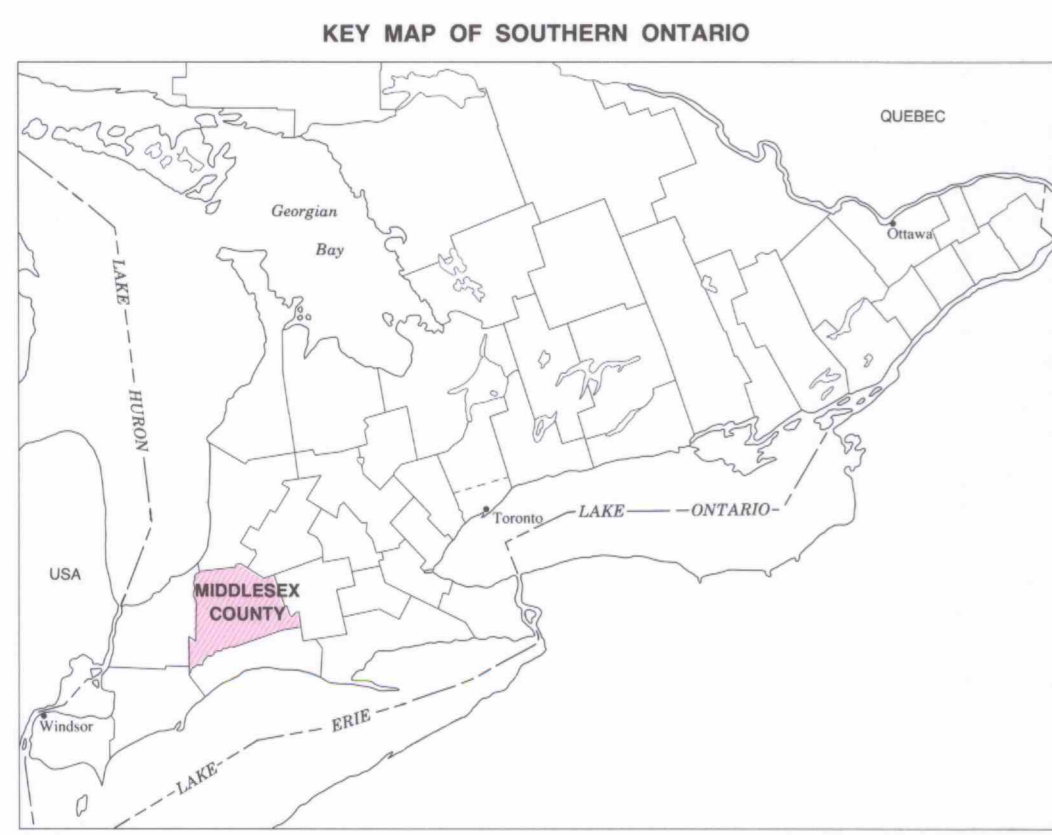 KEY MAP OF SOUTHERN ONTARIO
QUEBEC
Georgian
Bay
Ottawa
LAKE HURON
Toronto
LAKE ONTARIO
USA
MIDDLESEX
COUNTY
Windsor
LAKE ERIE